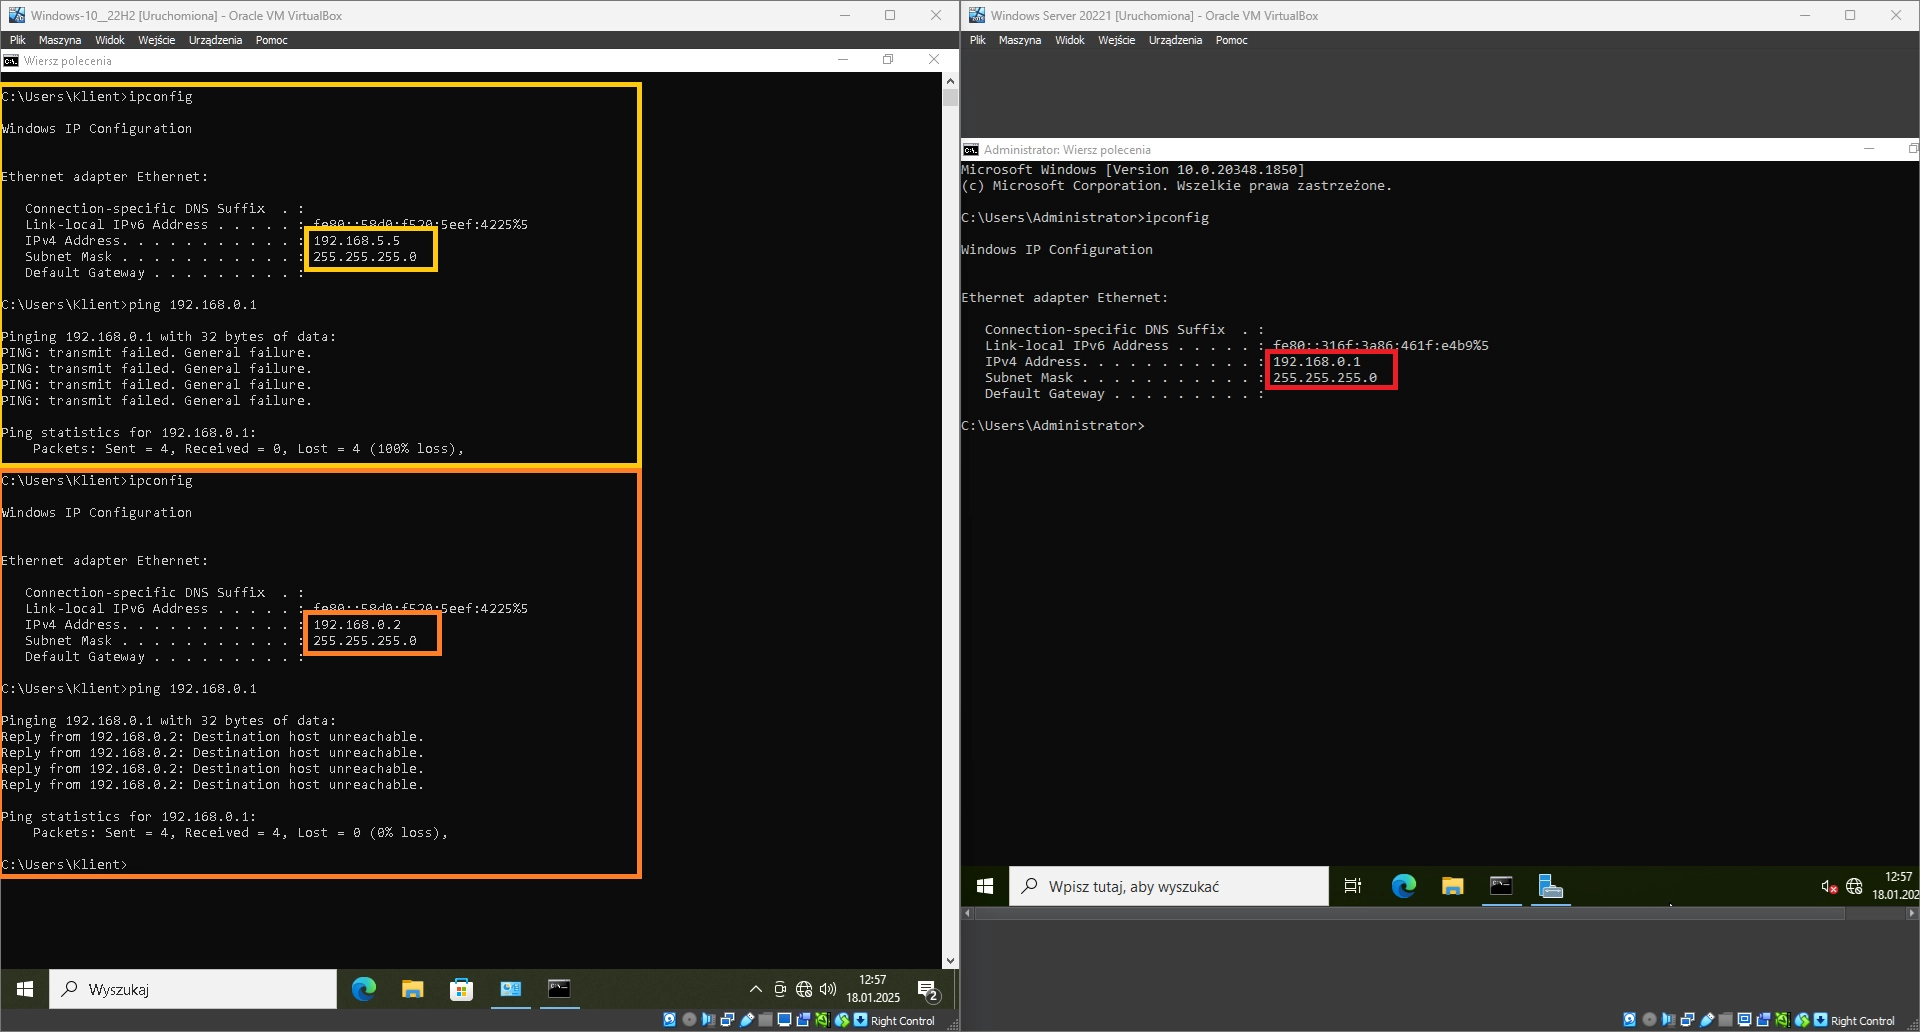 Windows-10__22H2 [Uruchomiona] - Oracle VM VirtualBox
Plik Maszyna Widok Wejście Urządzenia Pomoc
Wiersz polecenia
C:\Users\Klient>ipconfig
Windows IP Configuration
Ethernet adapter Ethernet:
Connection-specific DNS Suffix . :
Link-local IPv6 Address . . . . . : fe80::58d0:f520:5eef:4225%5
IPv4 Address. . . . . . . . . . . : 192.168.5.5
Subnet Mask . . . . . . . . . . . : 255.255.255.0
Default Gateway . . . . . . . . . :
C:\Users\Klient>ping 192.168.0.1
Pinging 192.168.0.1 with 32 bytes of data:
PING: transmit failed. General failure.
PING: transmit failed. General failure.
PING: transmit failed. General failure.
PING: transmit failed. General failure.
Ping statistics for 192.168.0.1:
Packets: Sent = 4, Received = 0, Lost = 4 (100% loss),
C:\Users\Klient>ipconfig
Windows IP Configuration
Ethernet adapter Ethernet:
Connection-specific DNS Suffix . :
Link-local IPv6 Address . . . . . : fe80::58d0:f520:5eef:4225%5
IPv4 Address. . . . . . . . . . . : 192.168.0.2
Subnet Mask . . . . . . . . . . . : 255.255.255.0
Default Gateway . . . . . . . . . :
C:\Users\Klient>ping 192.168.0.1
Pinging 192.168.0.1 with 32 bytes of data:
Reply from 192.168.0.2: Destination host unreachable.
Reply from 192.168.0.2: Destination host unreachable.
Reply from 192.168.0.2: Destination host unreachable.
Reply from 192.168.0.2: Destination host unreachable.
Ping statistics for 192.168.0.1:
Packets: Sent = 4, Received = 4, Lost = 0 (0% loss),
C:\Users\Klient>
Wyszukaj
12:57
18.01.2025
2
Right Control
Windows Server 20221 [Uruchomiona] - Oracle VM VirtualBox
Plik Maszyna Widok Wejście Urządzenia Pomoc
Administrator: Wiersz polecenia
Microsoft Windows [Version 10.0.20348.1850]
(c) Microsoft Corporation. Wszelkie prawa zastrzeżone.
C:\Users\Administrator>ipconfig
Windows IP Configuration
Ethernet adapter Ethernet:
Connection-specific DNS Suffix . :
Link-local IPv6 Address . . . . . : fe80::316f:3a86:461f:e4b9%5
IPv4 Address. . . . . . . . . . . : 192.168.0.1
Subnet Mask . . . . . . . . . . . : 255.255.255.0
Default Gateway . . . . . . . . . :
C:\Users\Administrator>
Wpisz tutaj, aby wyszukać
12:57
18.01.202
Right Control